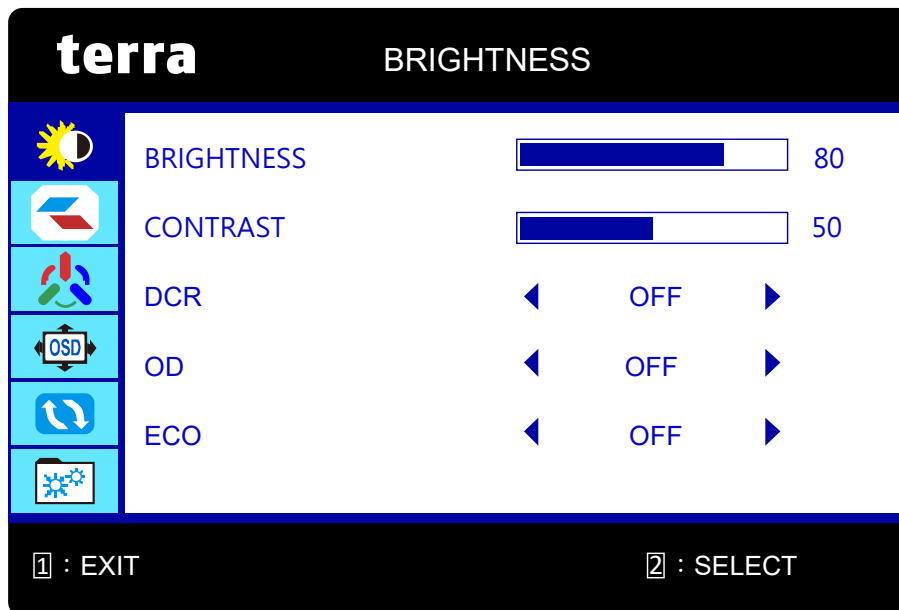 terra BRIGHTNESS
BRIGHTNESS 80
CONTRAST 50
DCR OFF
OSD
OD OFF
ECO OFF
1 : EXIT 2 : SELECT